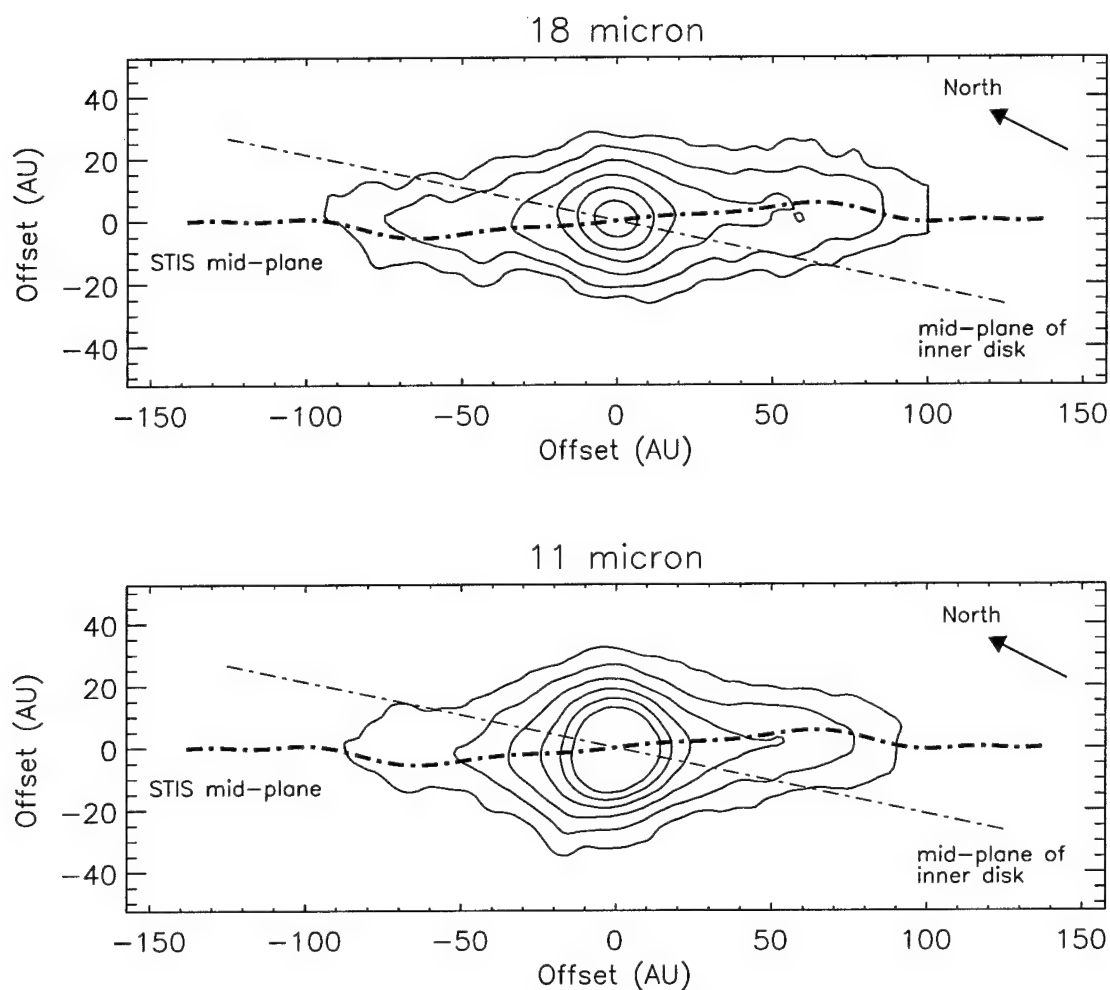 18 micron
North
40
20
0
−20
−40
Offset (AU)
STIS mid−plane
mid−plane of
inner disk
−150 −100 −50 0 50 100 150
Offset (AU)
11 micron
North
40
20
0
−20
−40
Offset (AU)
STIS mid−plane
mid−plane of
inner disk
−150 −100 −50 0 50 100 150
Offset (AU)